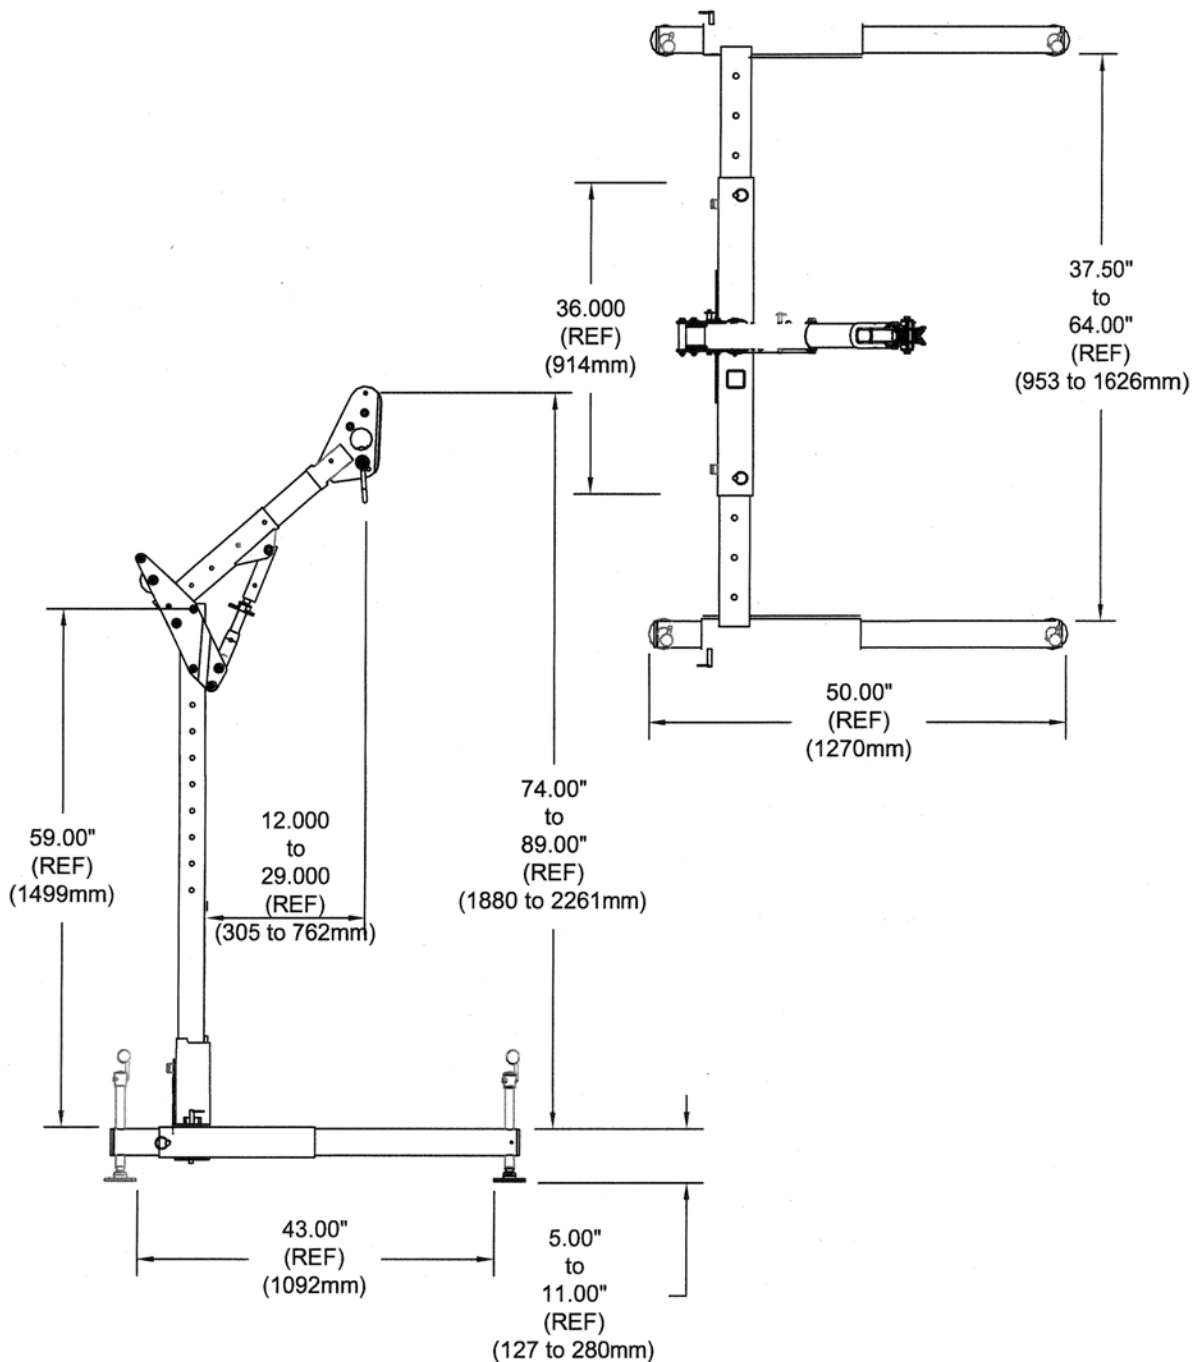 36.000
(REF)
(914mm)
37.50"
to
64.00"
(REF)
(953 to 1626mm)
50.00"
(REF)
(1270mm)
74.00"
to
89.00"
(REF)
(1880 to 2261mm)
12.000
to
29.000
(REF)
(305 to 762mm)
59.00"
(REF)
(1499mm)
43.00"
(REF)
(1092mm)
5.00"
to
11.00"
(REF)
(127 to 280mm)